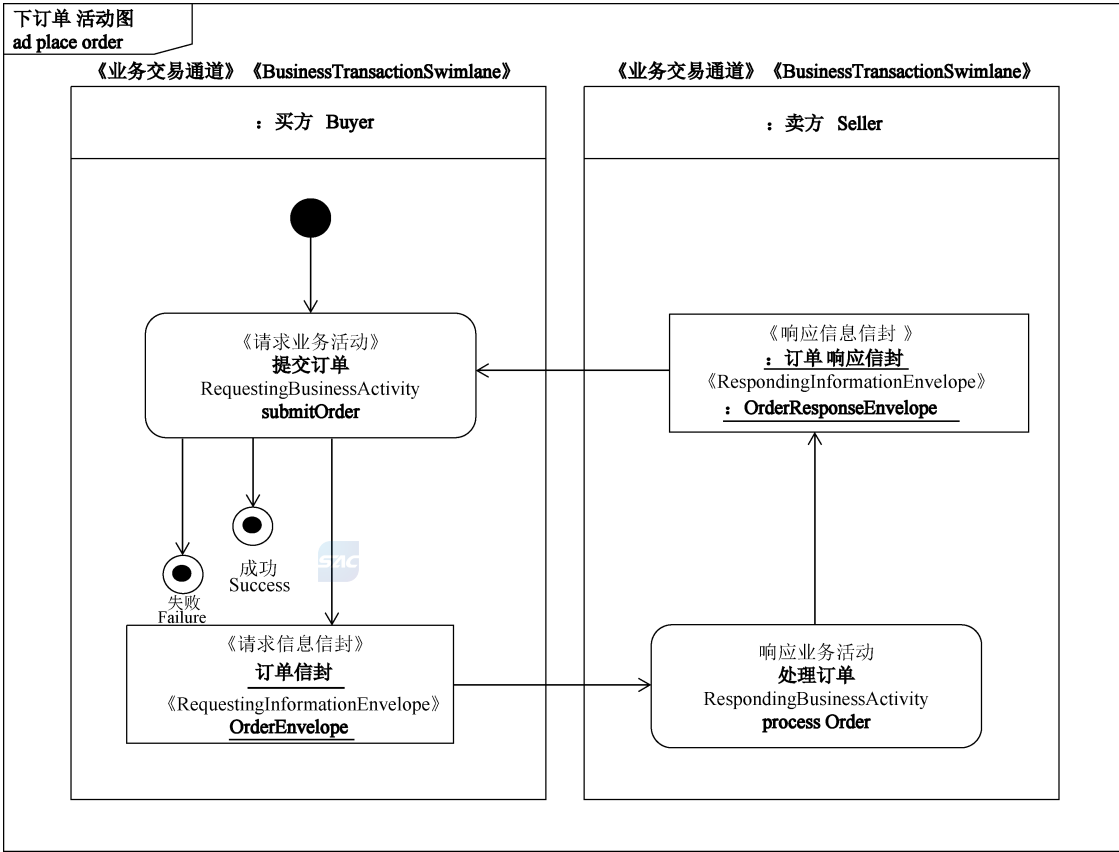 下订单 活动图
ad place order
《业务交易通道》《BusinessTransactionSwimlane》
：买方 Buyer
《请求业务活动》
提交订单
RequestingBusinessActivity
submitOrder
成功
Success
失败
Failure
SZIC
《请求信息信封》
订单信封
《RequestingInformationEnvelope》
OrderEnvelope
《业务交易通道》《BusinessTransactionSwimlane》
：卖方 Seller
《响应信息信封 》
：订单 响应信封
《RespondingInformationEnvelope》
：OrderResponseEnvelope
响应业务活动
处理订单
RespondingBusinessActivity
process Order